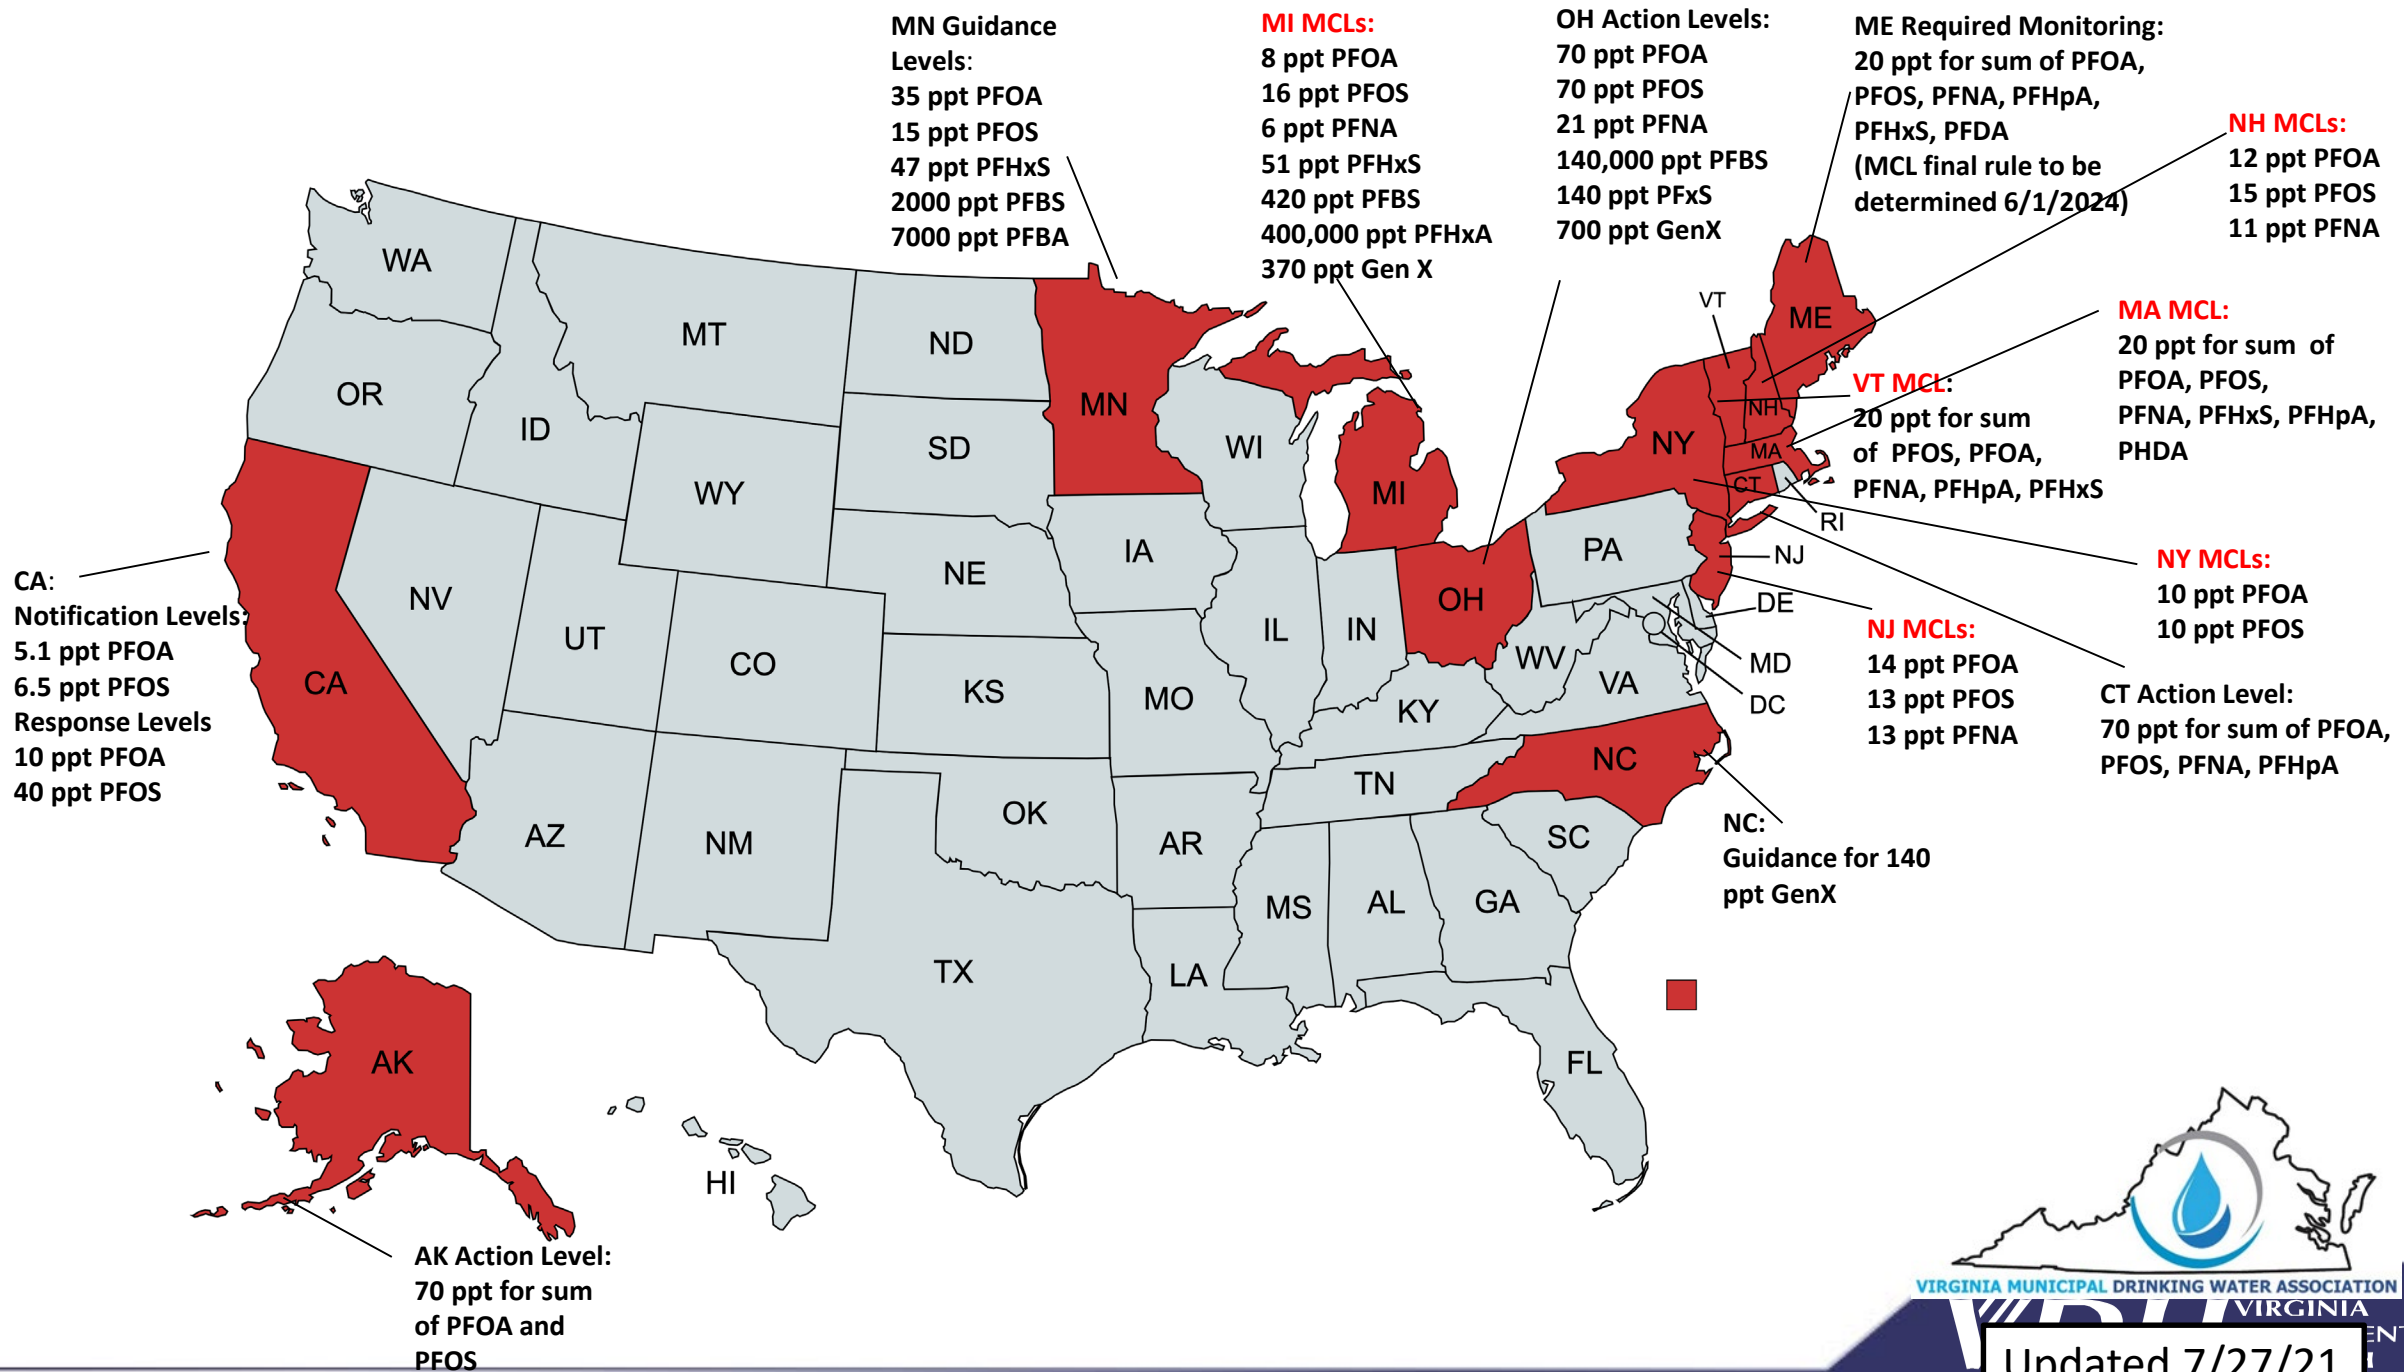 MN Guidance
Levels:
35 ppt PFOA
15 ppt PFOS
47 ppt PFHxS
2000 ppt PFBS
7000 ppt PFBA
MI MCLs:
8 ppt PFOA
16 ppt PFOS
6 ppt PFNA
51 ppt PFHxS
420 ppt PFBS
400,000 ppt PFHxA
370 ppt Gen X
OH Action Levels:
70 ppt PFOA
70 ppt PFOS
21 ppt PFNA
140,000 ppt PFBS
140 ppt PFxS
700 ppt GenX
ME Required Monitoring:
20 ppt for sum of PFOA,
PFOS, PFNA, PFHpA,
PFHxS, PFDA
(MCL final rule to be
determined 6/1/2024)
NH MCLs:
12 ppt PFOA
15 ppt PFOS
11 ppt PFNA
MA MCL:
20 ppt for sum of
PFOA, PFOS,
PFNA, PFHxS, PFHpA,
PHDA
VT MCL:
20 ppt for sum
of PFOS, PFOA,
PFNA, PFHpA, PFHxS
NY MCLs:
10 ppt PFOA
10 ppt PFOS
NJ MCLs:
14 ppt PFOA
13 ppt PFOS
13 ppt PFNA
CT Action Level:
70 ppt for sum of PFOA,
PFOS, PFNA, PFHpA
NC:
Guidance for 140
ppt GenX
CA:
Notification Levels:
5.1 ppt PFOA
6.5 ppt PFOS
Response Levels
10 ppt PFOA
40 ppt PFOS
AK Action Level:
70 ppt for sum
of PFOA and
PFOS
WA
OR
ID
MT
ND
SD
WY
NE
NV
UT
CO
KS
CA
AZ
NM
OK
TX
MN
IA
MO
AR
LA
WI
IL
IN
MI
OH
KY
TN
MS
AL
GA
SC
NC
FL
WV
VA
PA
NY
VT
ME
NH
MA
CT
RI
NJ
DE
MD
DC
AK
HI
VIRGINIA MUNICIPAL DRINKING WATER ASSOCIATION
VIRGINIA
Updated 7/27/21